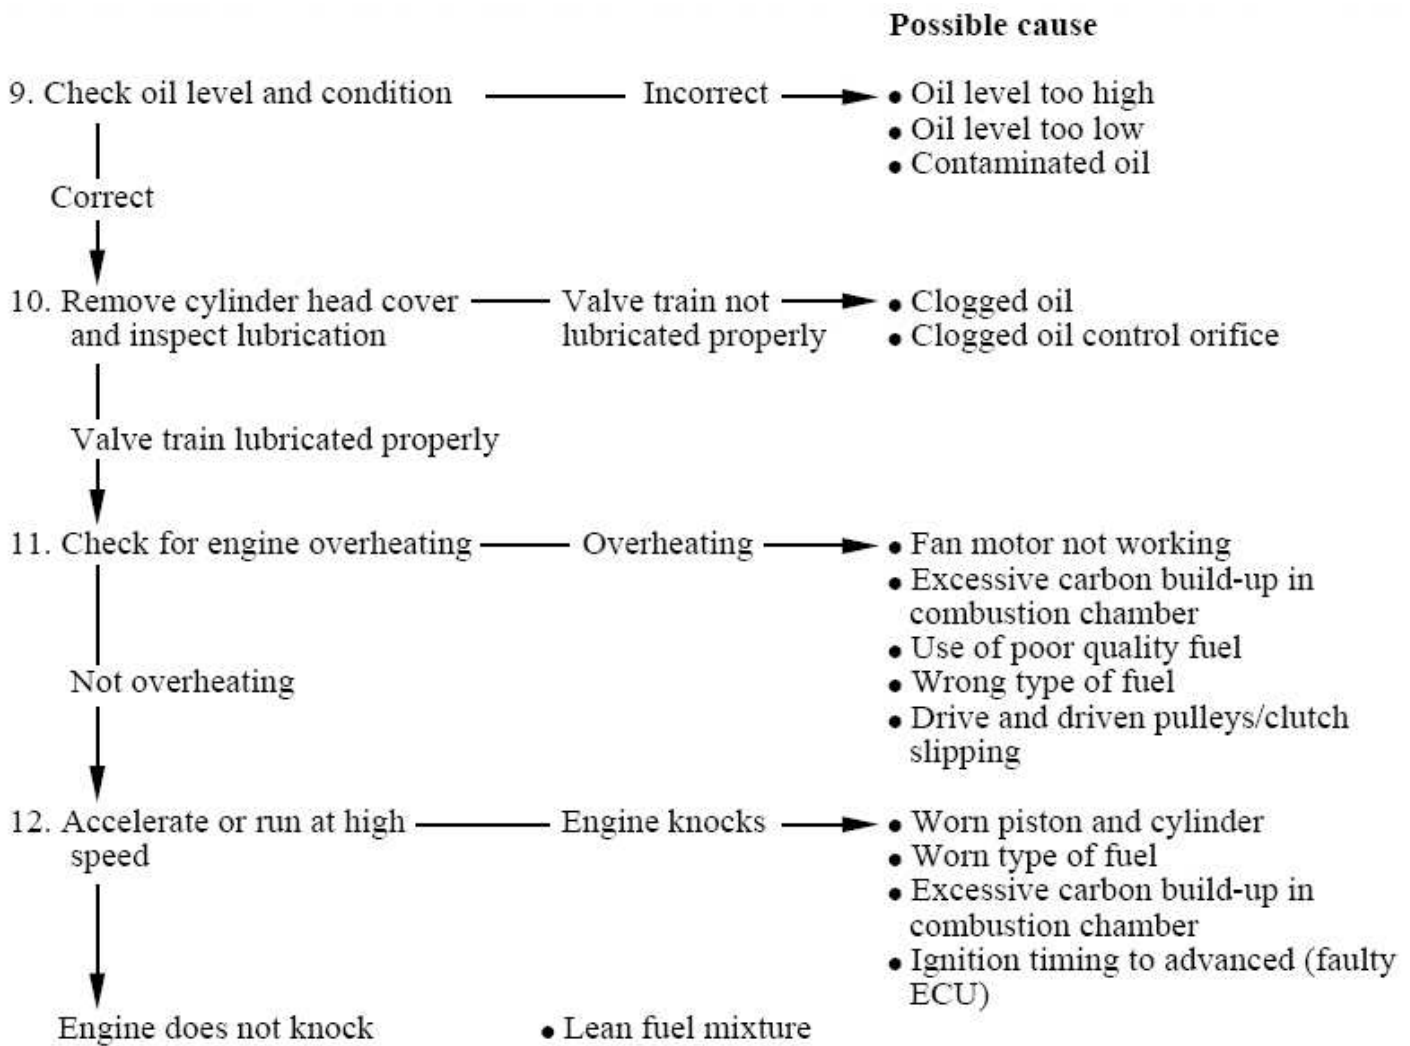 Possible cause
9. Check oil level and condition Incorrect • Oil level too high
• Oil level too low
• Contaminated oil
Correct
10. Remove cylinder head cover Valve train not • Clogged oil
and inspect lubrication lubricated properly • Clogged oil control orifice
Valve train lubricated properly
11. Check for engine overheating Overheating • Fan motor not working
• Excessive carbon build-up in
combustion chamber
• Use of poor quality fuel
Not overheating • Wrong type of fuel
• Drive and driven pulleys/clutch
slipping
12. Accelerate or run at high Engine knocks • Worn piston and cylinder
speed • Worn type of fuel
• Excessive carbon build-up in
combustion chamber
• Ignition timing to advanced (faulty
ECU)
Engine does not knock • Lean fuel mixture